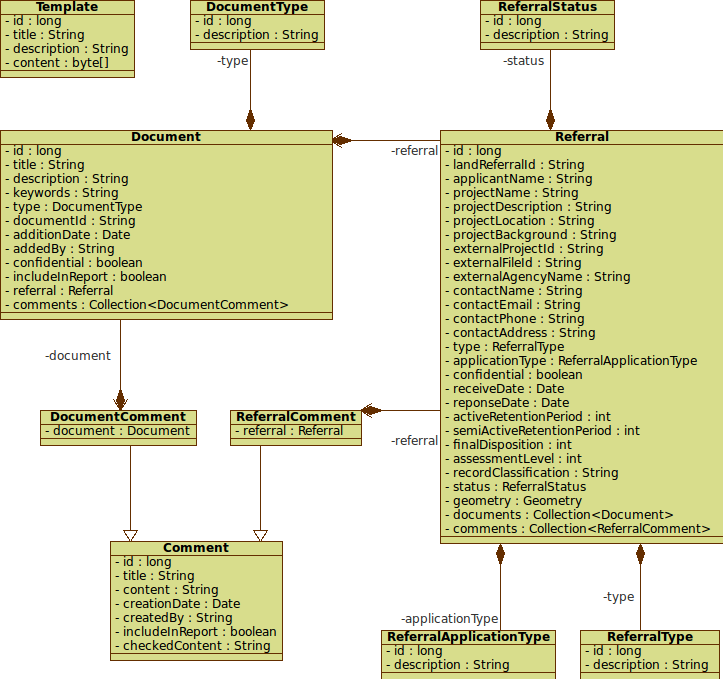 Template
- id : long
- title : String
- description : String
- content : byte[]
DocumentType
- id : long
- description : String
ReferralStatus
- id : long
- description : String
-type
-status
Document
- id : long
- title : String
- description : String
- keywords : String
- type : DocumentType
- documentId : String
- additionDate : Date
- addedBy : String
- confidential : boolean
- includeInReport : boolean
- referral : Referral
- comments : Collection<DocumentComment>
-referral
Referral
- id : long
- landReferralId : String
- applicantName : String
- projectName : String
- projectDescription : String
- projectLocation : String
- projectBackground : String
- externalProjectId : String
- externalFileId : String
- externalAgencyName : String
- contactName : String
- contactEmail : String
- contactPhone : String
- contactAddress : String
- type : ReferralType
- applicationType : ReferralApplicationType
- confidential : boolean
- receiveDate : Date
- reponseDate : Date
- activeRetentionPeriod : int
- semiActiveRetentionPeriod : int
- finalDisposition : int
- assessmentLevel : int
- recordClassification : String
- status : ReferralStatus
- geometry : Geometry
- documents : Collection<Document>
- comments : Collection<ReferralComment>
-document
DocumentComment
- document : Document
ReferralComment
- referral : Referral
-referral
Comment
- id : long
- title : String
- content : String
- creationDate : Date
- createdBy : String
- includeInReport : boolean
- checkedContent : String
-applicationType
-type
ReferralApplicationType
- id : long
- description : String
ReferralType
- id : long
- description : String